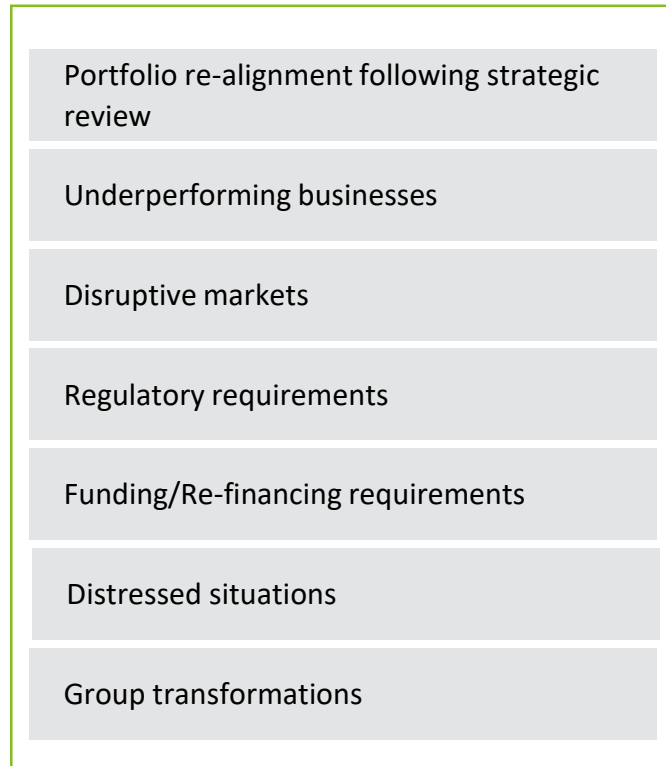 Portfolio re-alignment following strategic
review
Underperforming businesses
Disruptive markets
Regulatory requirements
Funding/Re-financing requirements
Distressed situations
Group transformations